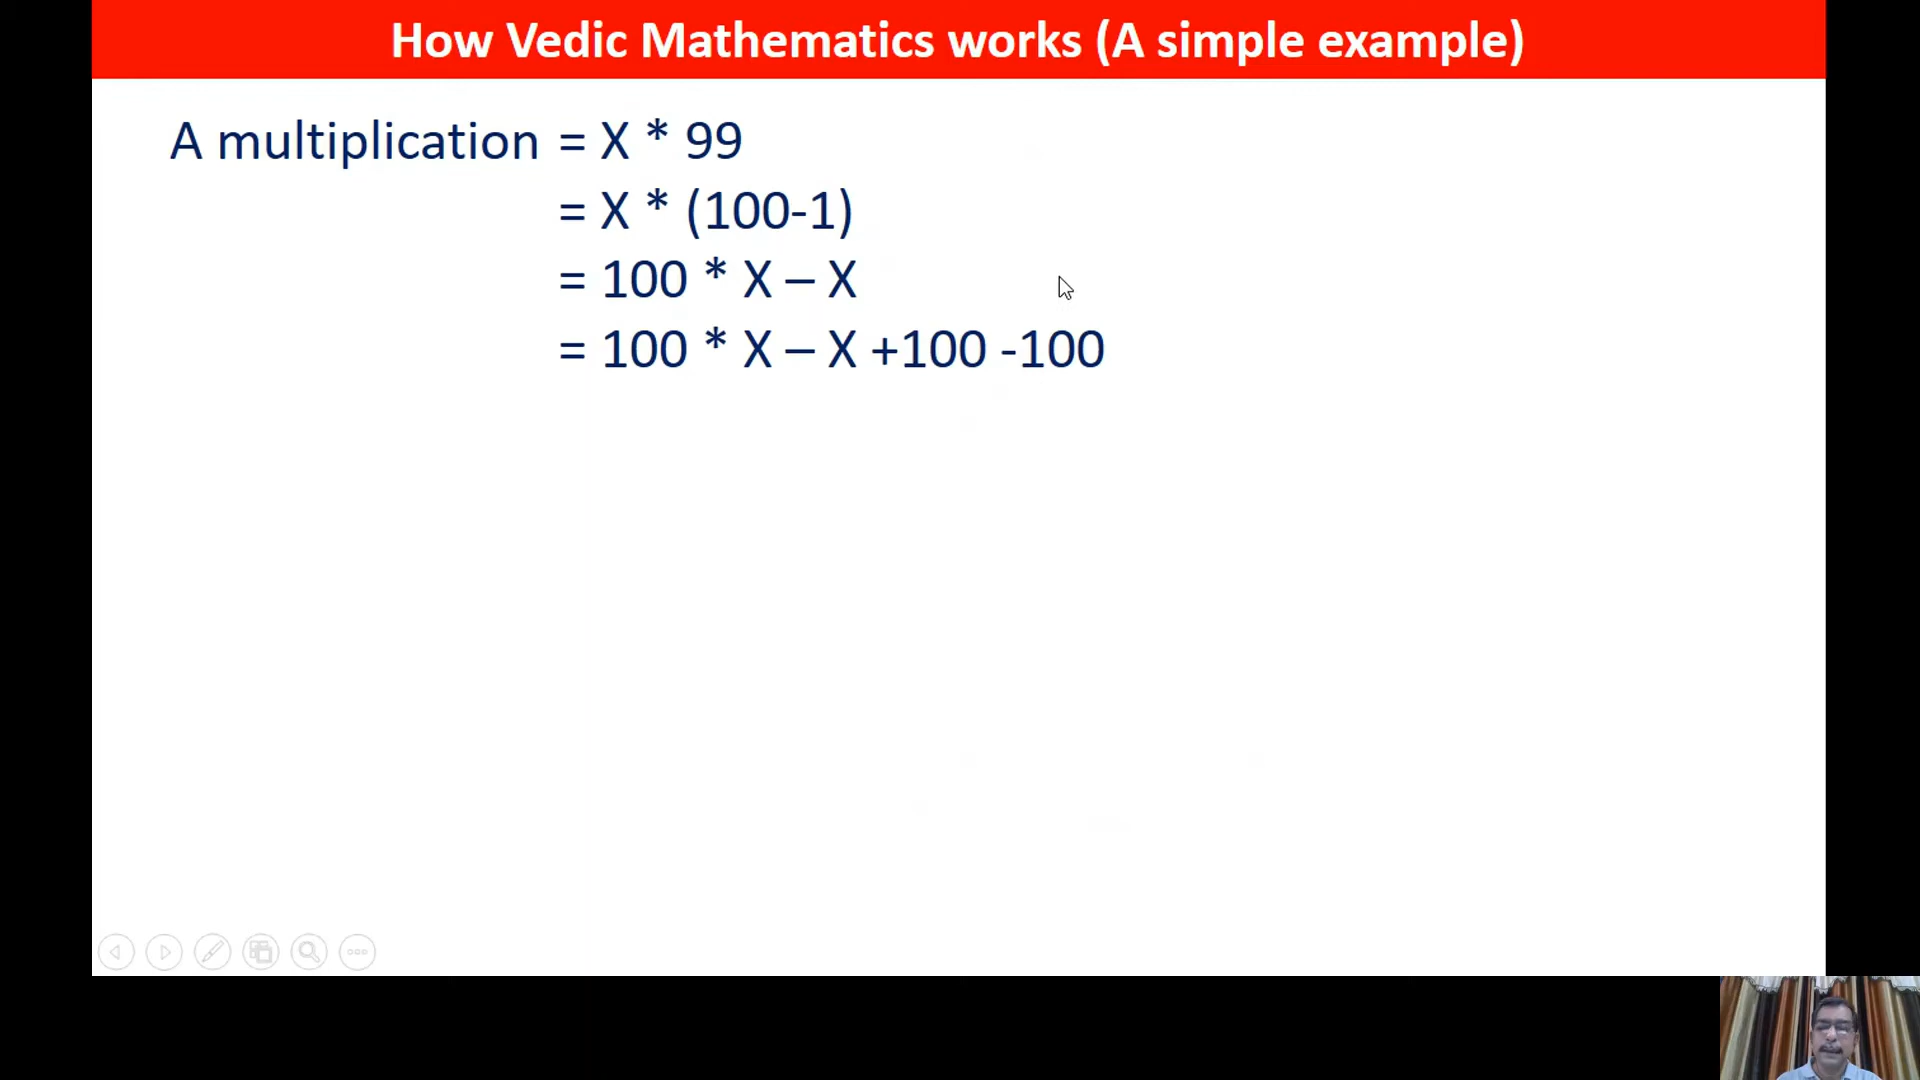 How Vedic Mathematics works (A simple example)
A multiplication = X * 99
= X * (100-1)
= 100 * X – X
= 100 * X – X +100 -100